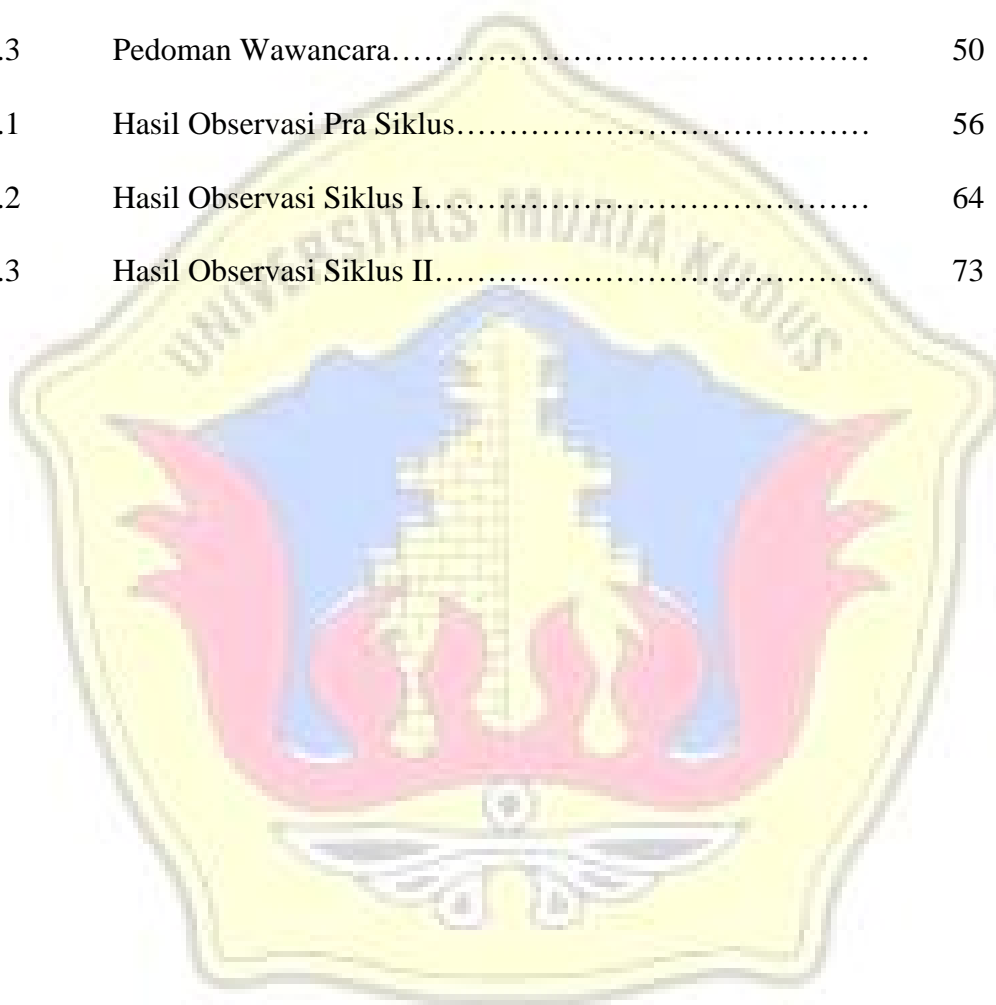 .3 Pedoman Wawancara……………………………………… 50
.1 Hasil Observasi Pra Siklus………………………………… 56
.2 Hasil Observasi Siklus I…………………………………… 64
.3 Hasil Observasi Siklus II………………………………... 73
UNIVERSITAS MURIA KUDUS